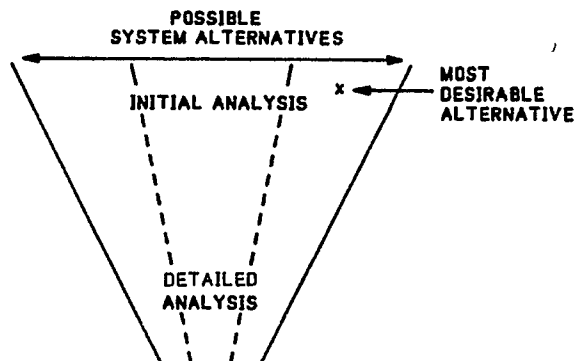 POSSIBLE
SYSTEM ALTERNATIVES
INITIAL ANALYSIS
x
MOST
DESIRABLE
ALTERNATIVE
DETAILED
ANALYSIS